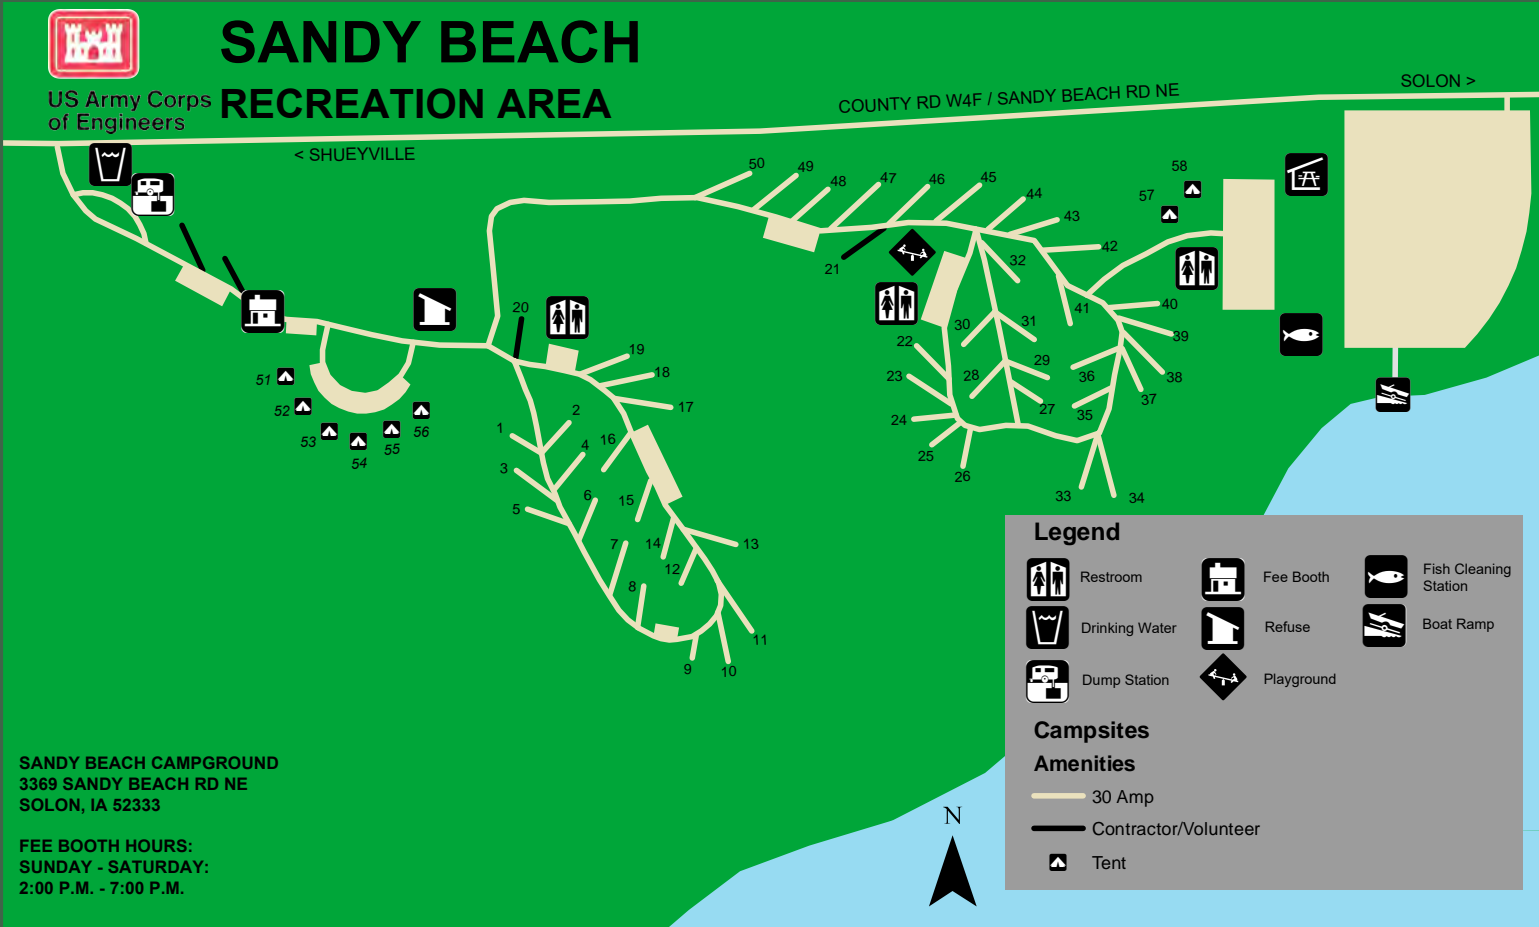 SANDY BEACH
RECREATION AREA
US Army Corps
of Engineers
COUNTY RD W4F / SANDY BEACH RD NE
SOLON >
< SHUEYVILLE
50
49
48
47
46
45
44
43
42
58
57
21
32
41
40
39
38
37
36
35
31
30
29
28
27
22
23
24
25
26
33
34
20
19
18
17
51
52
53
54
55
56
1
2
3
4
5
6
7
8
9
10
11
12
13
14
15
16
Legend
Restroom
Fee Booth
Fish Cleaning
Station
Drinking Water
Refuse
Boat Ramp
Dump Station
Playground
Campsites
Amenities
30 Amp
Contractor/Volunteer
Tent
N
SANDY BEACH CAMPGROUND
3369 SANDY BEACH RD NE
SOLON, IA 52333
FEE BOOTH HOURS:
SUNDAY - SATURDAY:
2:00 P.M. - 7:00 P.M.